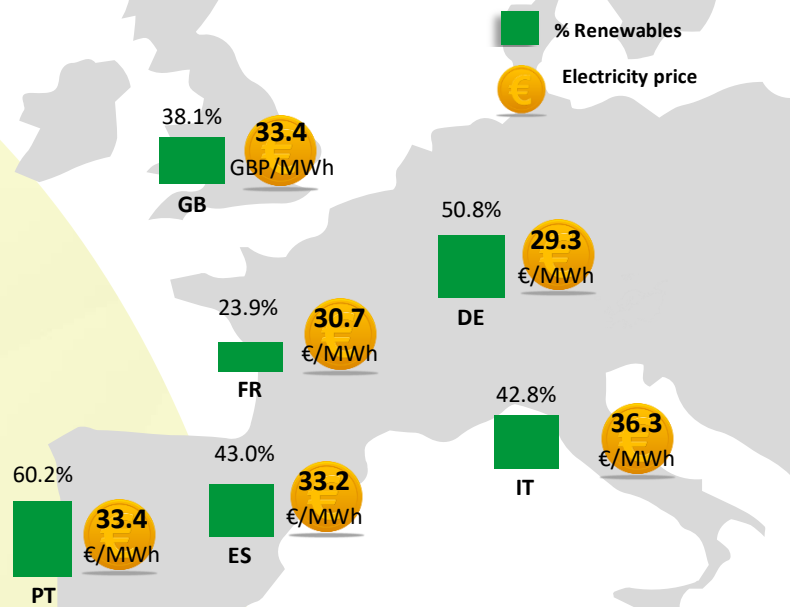 % Renewables
Electricity price
38.1%
33.4
GBP/MWh
GB
50.8%
29.3
€/MWh
DE
23.9%
30.7
€/MWh
FR
42.8%
36.3
€/MWh
IT
43.0%
33.2
€/MWh
ES
60.2%
33.4
€/MWh
PT